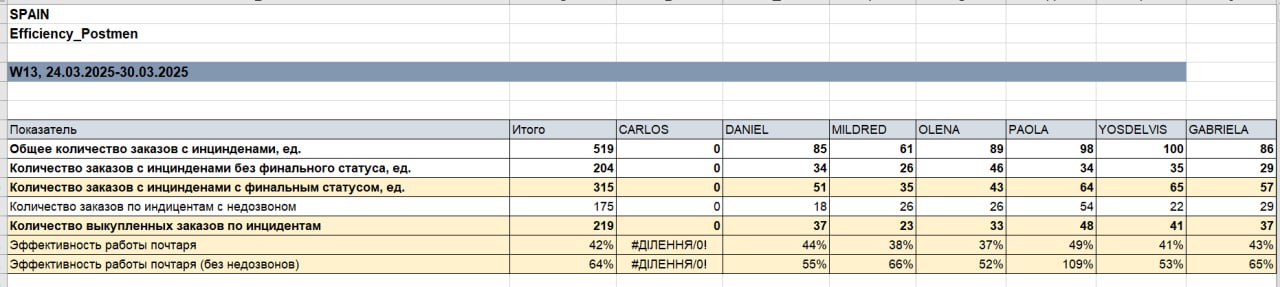 SPAIN
Efficiency_Postmen
W13, 24.03.2025-30.03.2025
Показатель Итого CARLOS DANIEL MILDRED OLENA PAOLA YOSDELVIS GABRIELA
Общее количество заказов с инцинденами, ед. 519 0 85 61 89 98 100 86
Количество заказов с инцинденами без финального статуса, ед. 204 0 34 26 46 34 35 29
Количество заказов с инцинденами с финальным статусом, ед. 315 0 51 35 43 64 65 57
Количество заказов по индицентам с недозвоном 175 0 18 26 26 54 22 29
Количество выкупленных заказов по инцидентам 219 0 37 23 33 48 41 37
Эффективность работы почтаря 42% #ДІЛЕННЯ/0! 44% 38% 37% 49% 41% 43%
Эффективность работы почтаря (без недозвонов) 64% #ДІЛЕННЯ/0! 55% 66% 52% 109% 53% 65%